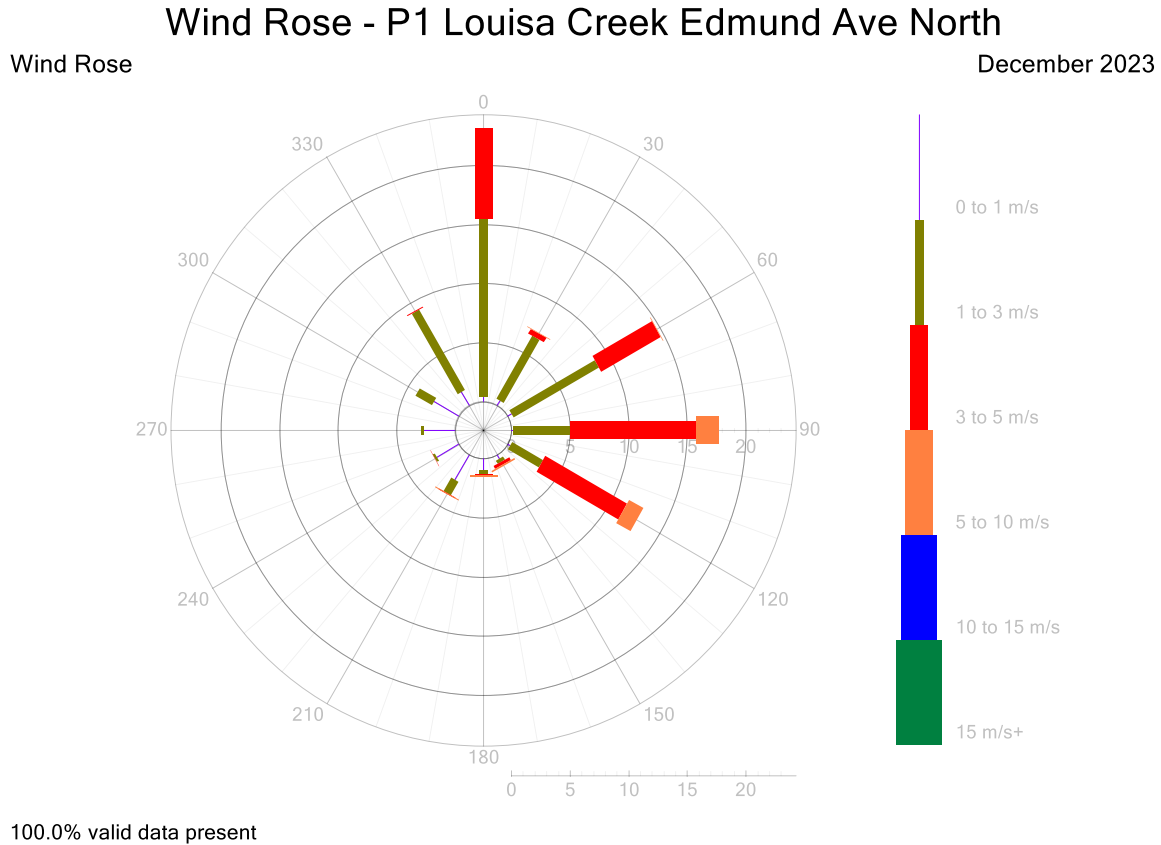 Wind Rose - P1 Louisa Creek Edmund Ave North
Wind Rose
December 2023
0
330
30
300
60
270
5
10
15
20
90
240
120
210
150
180
0 to 1 m/s
1 to 3 m/s
3 to 5 m/s
5 to 10 m/s
10 to 15 m/s
15 m/s+
0 5 10 15 20
100.0% valid data present